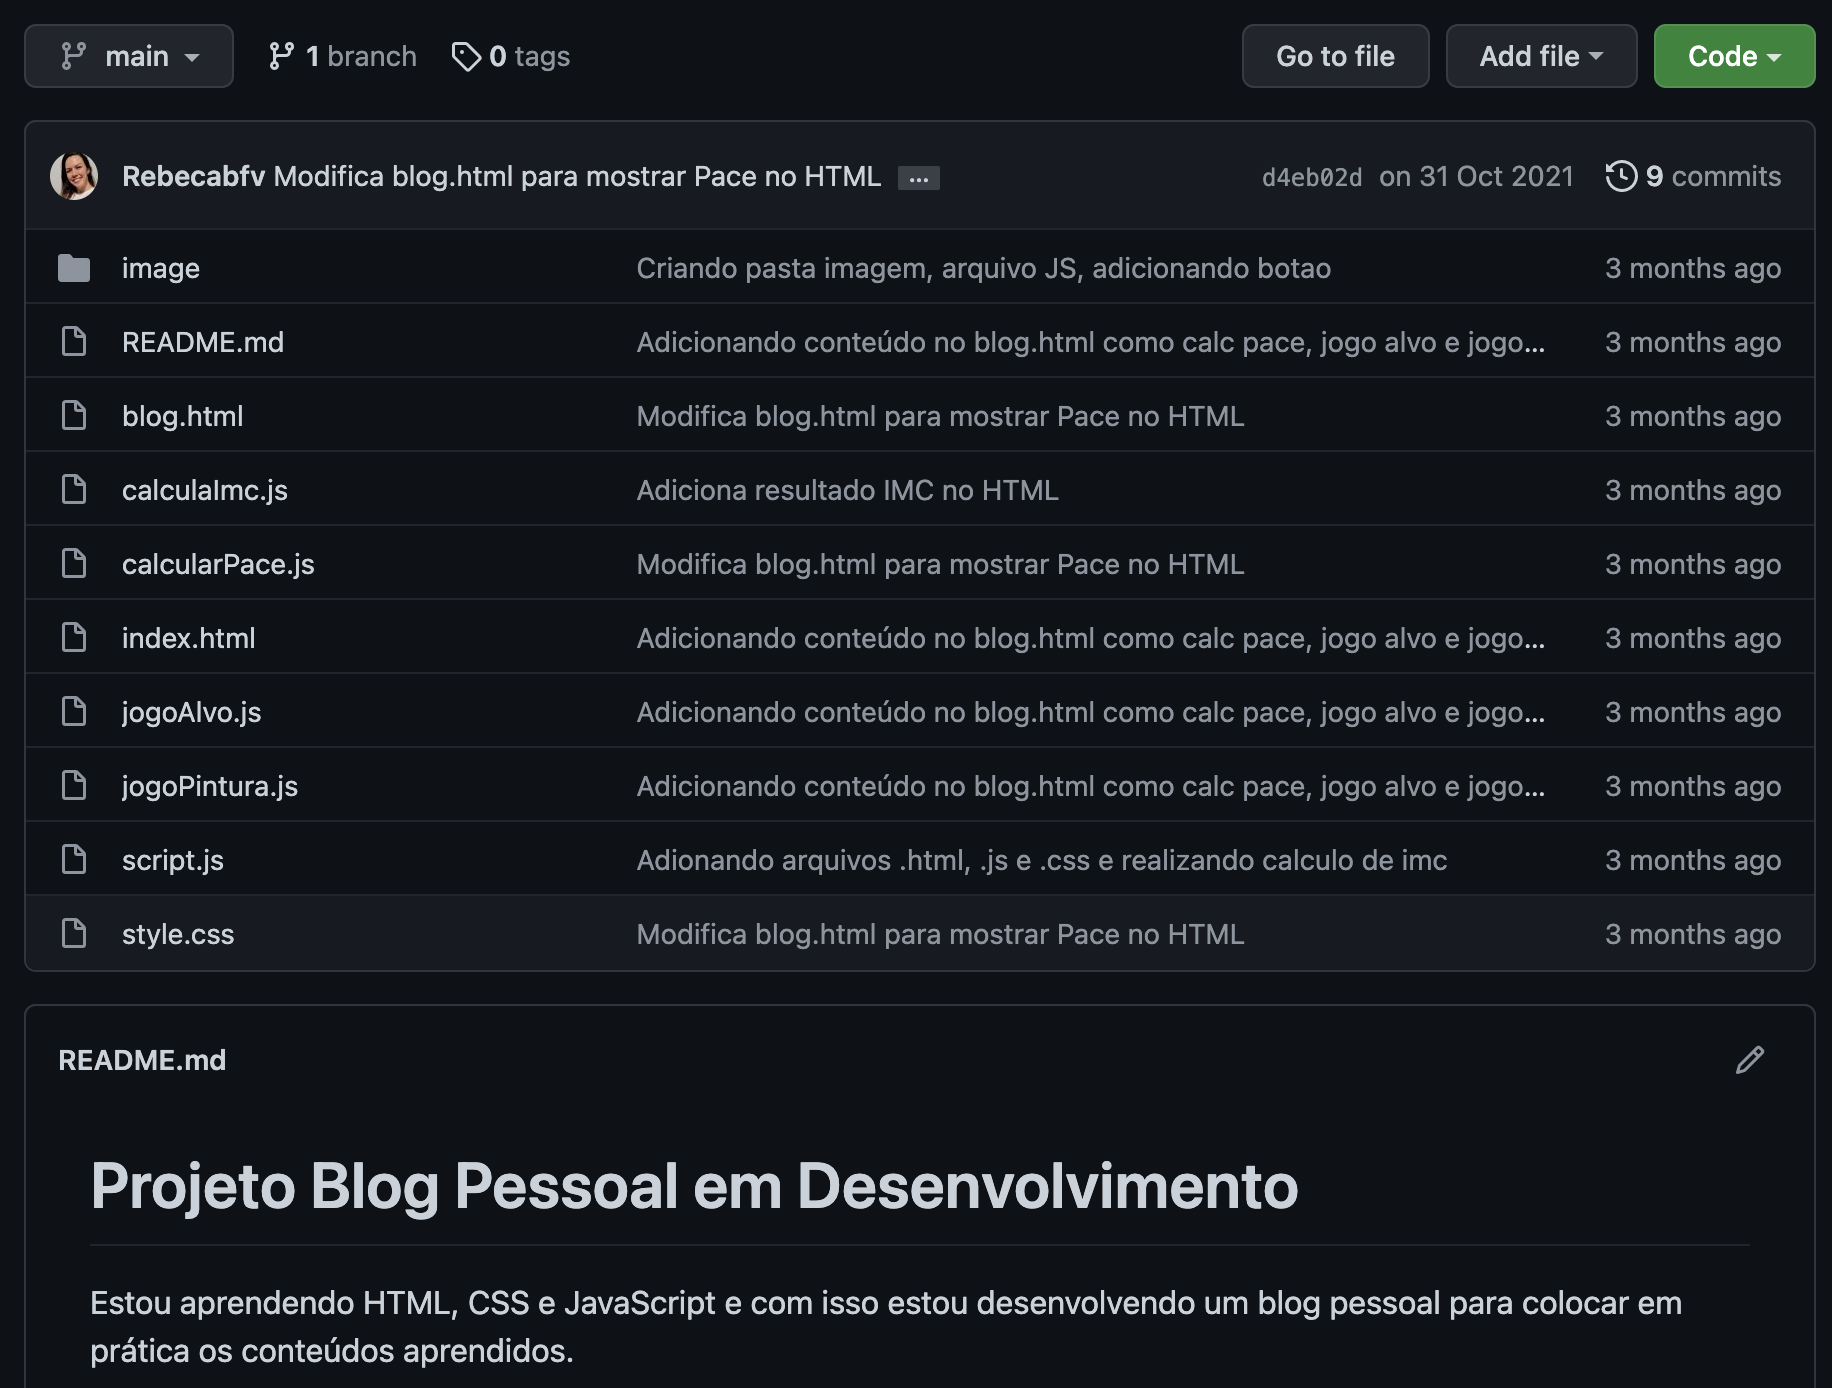 main 1 branch 0 tags Go to file Add file Code
Rebecabfv Modifica blog.html para mostrar Pace no HTML ... d4eb02d on 31 Oct 2021 9 commits
image Criando pasta imagem, arquivo JS, adicionando botao 3 months ago
README.md Adicionando conteúdo no blog.html como calc pace, jogo alvo e jogo... 3 months ago
blog.html Modifica blog.html para mostrar Pace no HTML 3 months ago
calculaImc.js Adiciona resultado IMC no HTML 3 months ago
calcularPace.js Modifica blog.html para mostrar Pace no HTML 3 months ago
index.html Adicionando conteúdo no blog.html como calc pace, jogo alvo e jogo... 3 months ago
jogoAlvo.js Adicionando conteúdo no blog.html como calc pace, jogo alvo e jogo... 3 months ago
jogoPintura.js Adicionando conteúdo no blog.html como calc pace, jogo alvo e jogo... 3 months ago
script.js Adionando arquivos .html, .js e .css e realizando calculo de imc 3 months ago
style.css Modifica blog.html para mostrar Pace no HTML 3 months ago
README.md
Projeto Blog Pessoal em Desenvolvimento
Estou aprendendo HTML, CSS e JavaScript e com isso estou desenvolvendo um blog pessoal para colocar em
prática os conteúdos aprendidos.